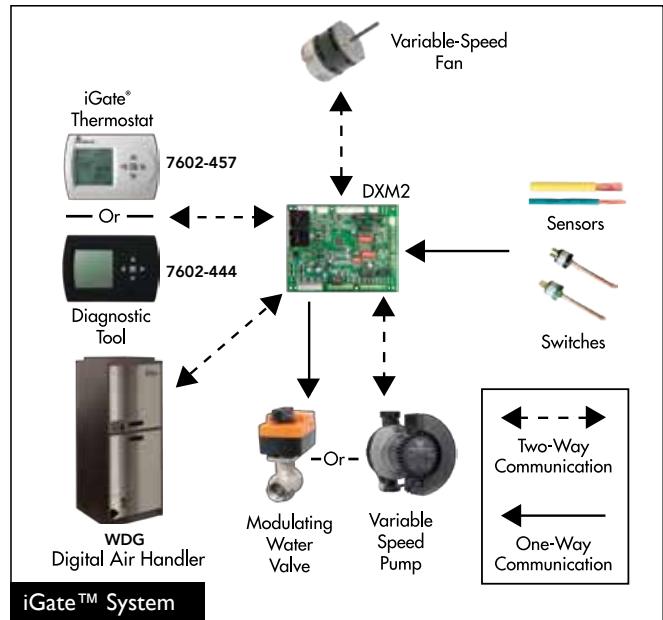 Variable-Speed
Fan
iGate®
Thermostat
7602-457
Or
7602-444
Diagnostic
Tool
DXM2
Sensors
Switches
WDG
Digital Air Handler
Modulating
Water
Valve
Or
Variable
Speed
Pump
Two-Way
Communication
One-Way
Communication
iGate™ System